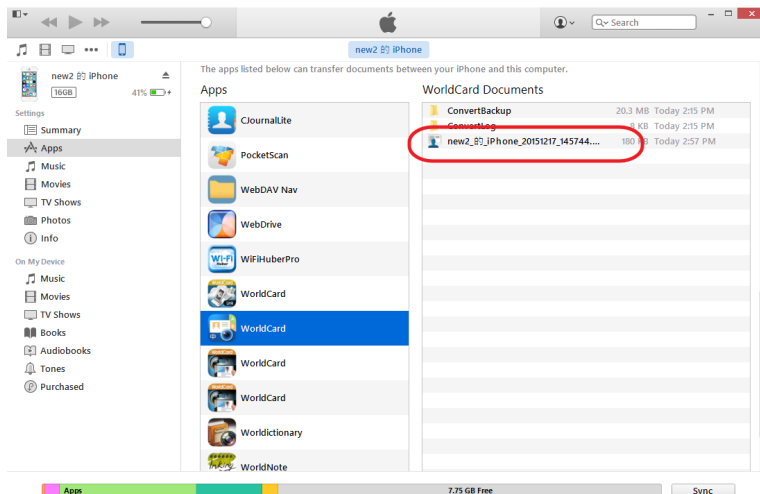 Search
new2 的 iPhone
new2 的 iPhone
16GB
41%
Settings
Summary
Apps
Music
Movies
TV Shows
Photos
Info
On My Device
Music
Movies
TV Shows
Books
Audiobooks
Tones
Purchased
The apps listed below can transfer documents between your iPhone and this computer.
Apps
CJournalLite
PocketScan
WebDAV Nav
WebDrive
WiFiHuberPro
WorldCard
WorldCard
WorldCard
WorldCard
Worldictionary
WorldNote
WorldCard Documents
ConvertBackup 20.3 MB Today 2:15 PM
ConvertLog 8 KB Today 2:15 PM
new2_的_iPhone_20151217_145744.... 180 KB Today 2:57 PM
Apps
7.75 GB Free
Sync